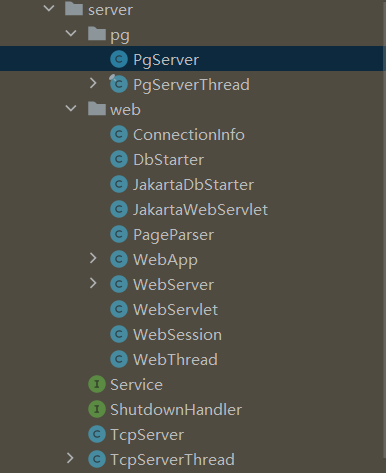 server
pg
PgServer
PgServerThread
web
ConnectionInfo
DbStarter
JakartaDbStarter
JakartaWebServlet
PageParser
WebApp
WebServer
WebServlet
WebSession
WebThread
Service
ShutdownHandler
TcpServer
TcpServerThread